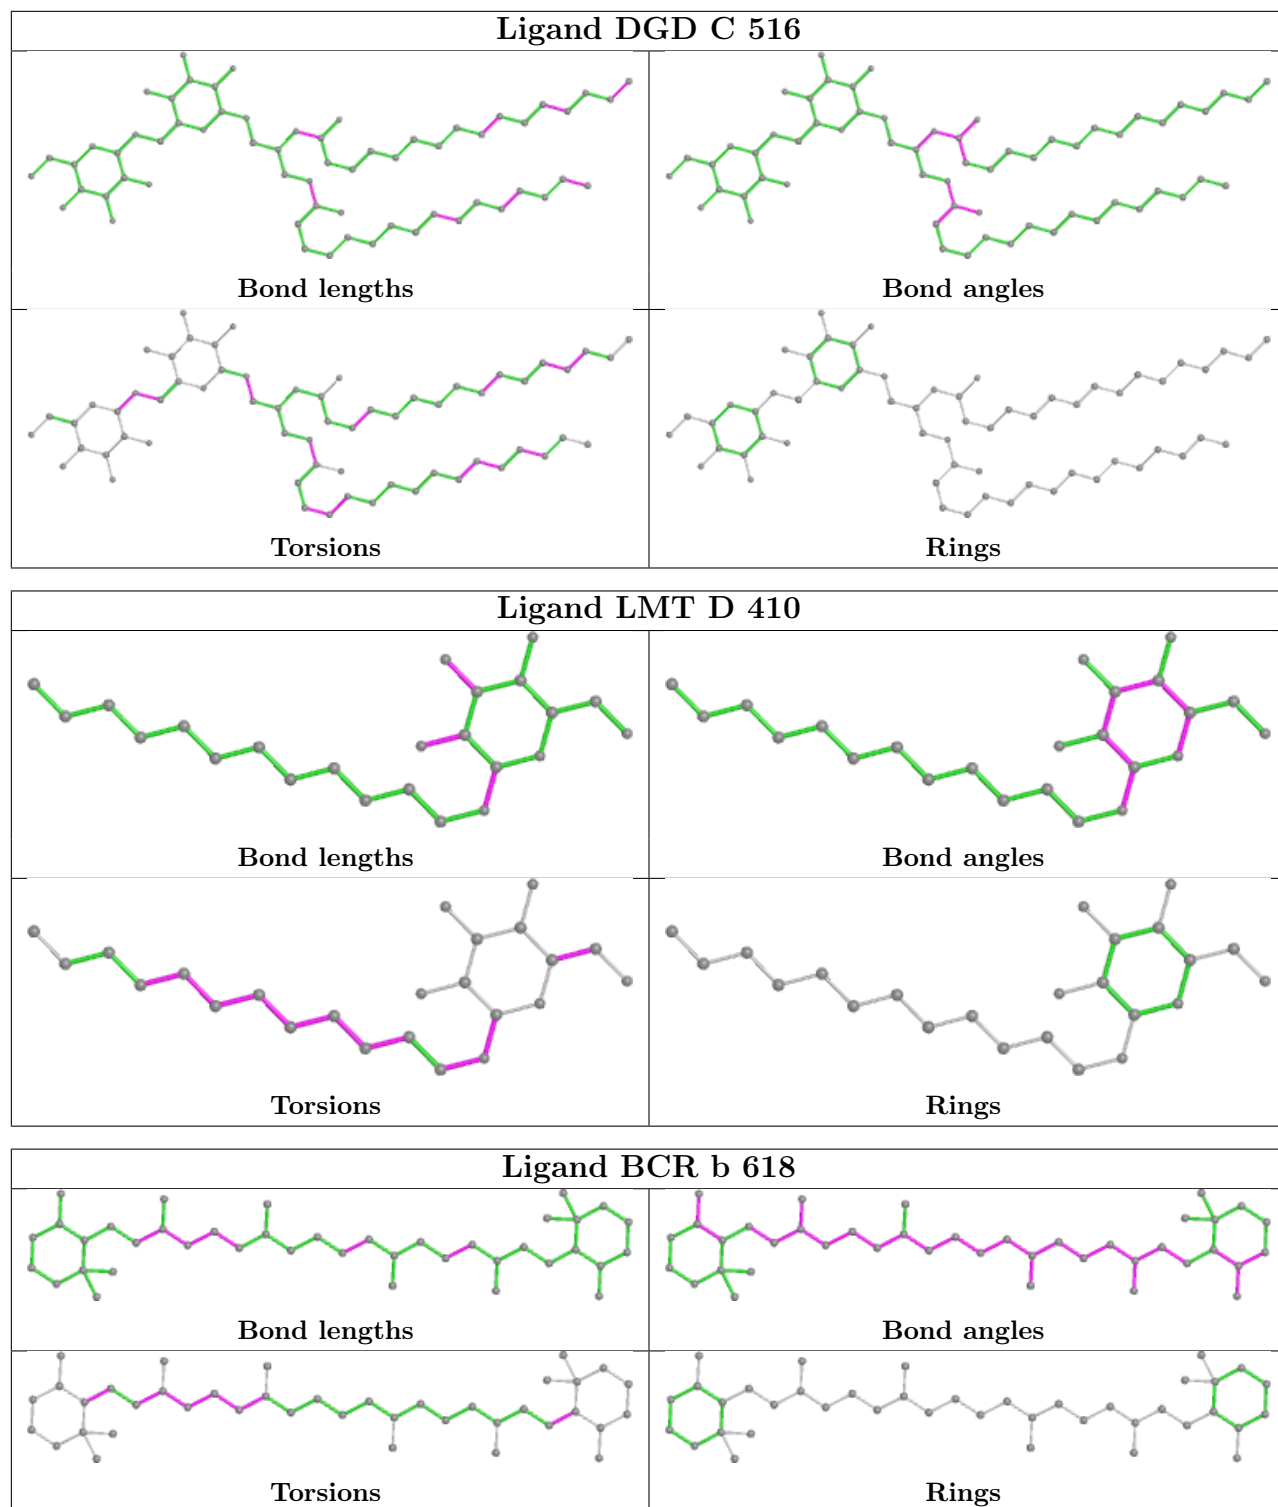 Ligand DGD C 516
Bond lengths
Bond angles
Torsions
Rings
Ligand LMT D 410
Bond lengths
Bond angles
Torsions
Rings
Ligand BCR b 618
Bond lengths
Bond angles
Torsions
Rings